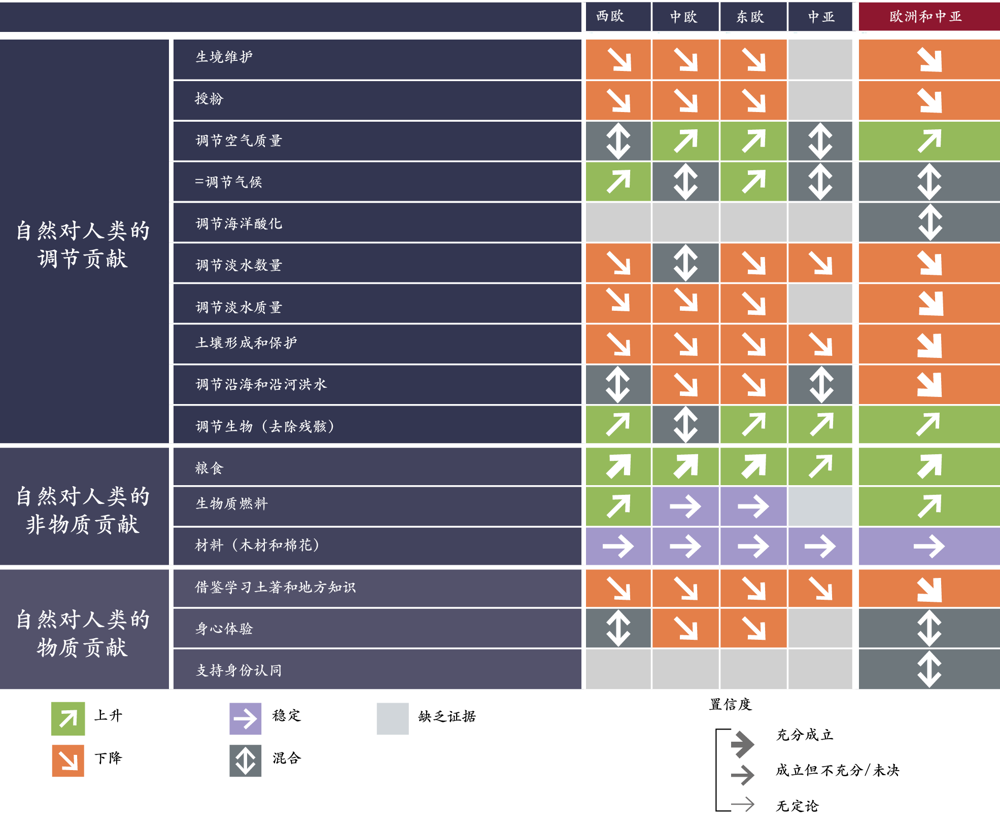 西欧 中欧 东欧 中亚 欧洲和中亚
自然对人类的
调节贡献
生境维护
授粉
调节空气质量
=调节气候
调节海洋酸化
调节淡水数量
调节淡水质量
土壤形成和保护
调节沿海和沿河洪水
调节生物（去除残骸）
自然对人类的
非物质贡献
粮食
生物质燃料
材料（木材和棉花）
自然对人类的
物质贡献
借鉴学习土著和地方知识
身心体验
支持身份认同
上升
稳定
缺乏证据
下降
混合
置信度
充分成立
成立但不充分/未决
无定论